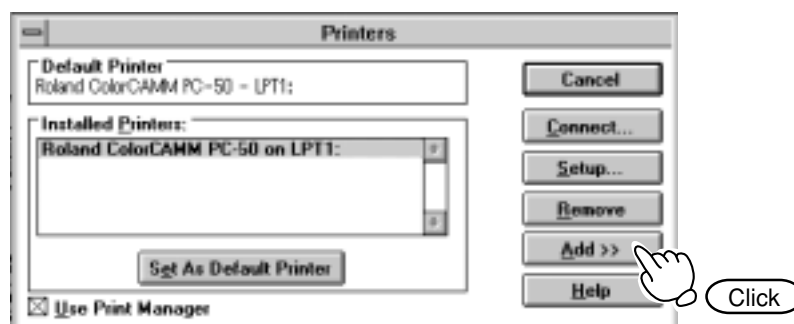 Printers
Default Printer
Roland ColorCAMM PC-50 - LPT1:
Installed Printers:
Roland ColorCAMM PC-50 on LPT1:
Set As Default Printer
Use Print Manager
Cancel
Connect...
Setup...
Remove
Add >>
Help
Click